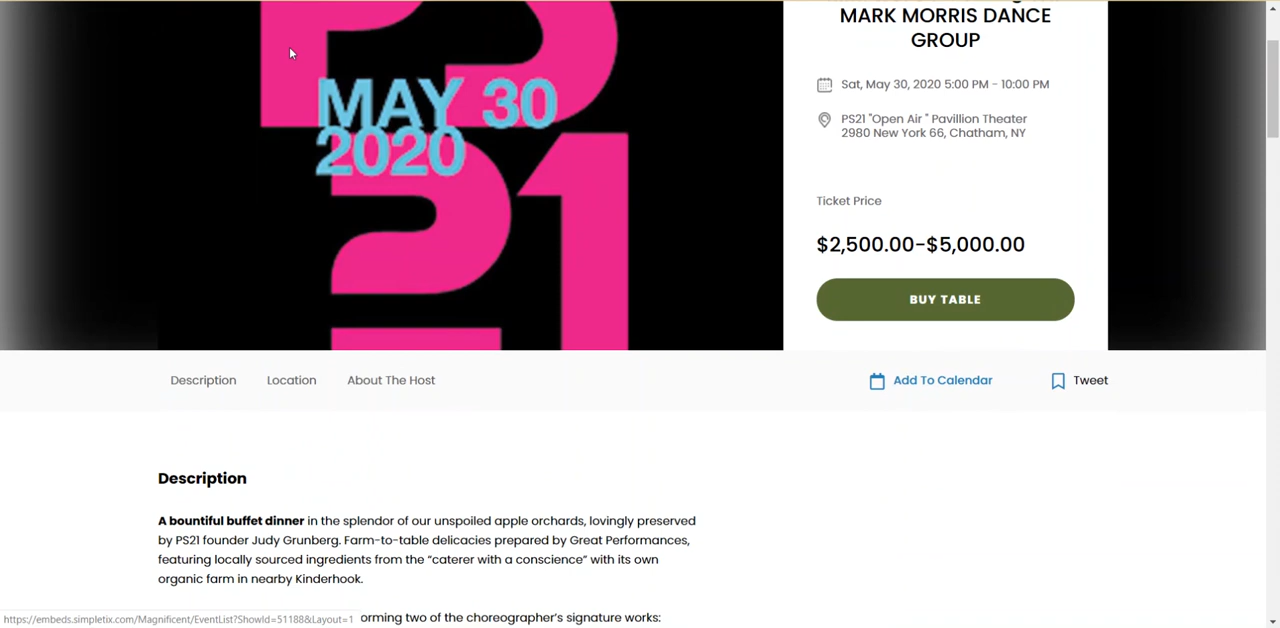 MARK MORRIS DANCE
GROUP
Sat, May 30, 2020 5:00 PM - 10:00 PM
PS21 "Open Air " Pavillion Theater
2980 New York 66, Chatham, NY
Ticket Price
$2,500.00-$5,000.00
BUY TABLE
MAY 30
2020
21
Description
Location
About The Host
Add To Calendar
Tweet
Description
A bountiful buffet dinner in the splendor of our unspoiled apple orchards, lovingly preserved
by PS21 founder Judy Grunberg. Farm-to-table delicacies prepared by Great Performances,
featuring locally sourced ingredients from the “caterer with a conscience” with its own
organic farm in nearby Kinderhook.
orming two of the choreographer’s signature works:
https://embeds.simpletix.com/Magnificent/EventList?ShowId=51188&Layout=1